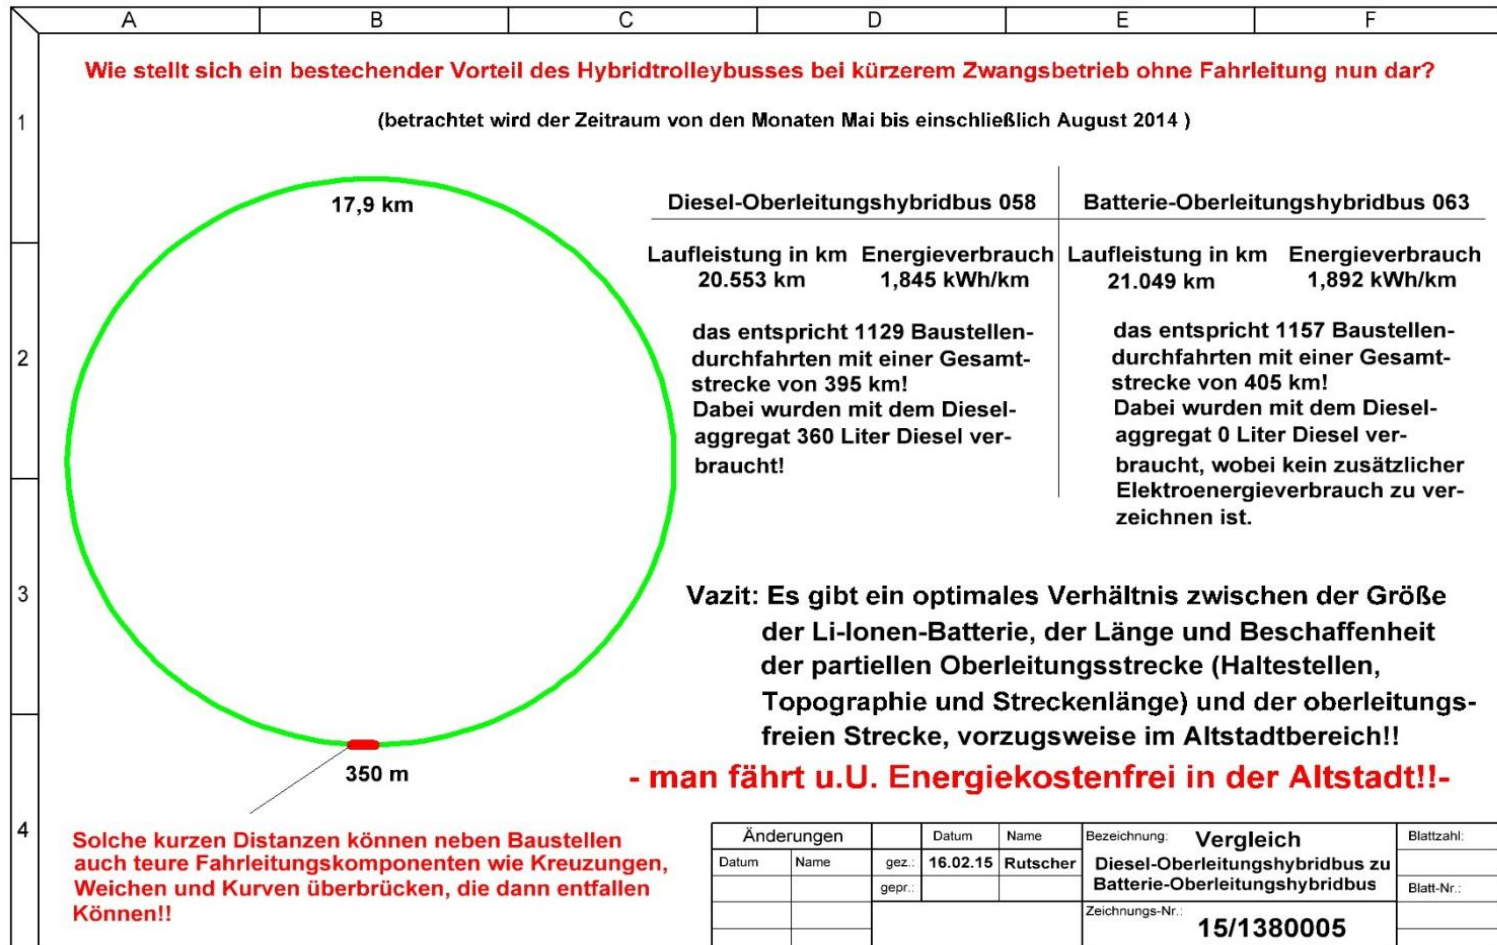 A B C D E F
Wie stellt sich ein bestechender Vorteil des Hybridtrolleybusses bei kürzerem Zwangsbetrieb ohne Fahrleitung nun dar?
1
(betrachtet wird der Zeitraum von den Monaten Mai bis einschließlich August 2014 )
17,9 km
Diesel-Oberleitungshybridbus 058
Laufleistung in km Energieverbrauch
20.553 km 1,845 kWh/km
das entspricht 1129 Baustellen-
durchfahrten mit einer Gesamt-
strecke von 395 km!
Dabei wurden mit dem Diesel-
aggregat 360 Liter Diesel ver-
braucht!
Batterie-Oberleitungshybridbus 063
Laufleistung in km Energieverbrauch
21.049 km 1,892 kWh/km
das entspricht 1157 Baustellen-
durchfahrten mit einer Gesamt-
strecke von 405 km!
Dabei wurden mit dem Diesel-
aggregat 0 Liter Diesel ver-
braucht, wobei kein zusätzlicher
Elektroenergieverbrauch zu ver-
zeichnen ist.
2
3
Vazit: Es gibt ein optimales Verhältnis zwischen der Größe
der Li-Ionen-Batterie, der Länge und Beschaffenheit
der partiellen Oberleitungsstrecke (Haltestellen,
Topographie und Streckenlänge) und der oberleitungs-
freien Strecke, vorzugsweise im Altstadtbereich!!
350 m
- man fährt u.U. Energiekostenfrei in der Altstadt!!-
4
Solche kurzen Distanzen können neben Baustellen
auch teure Fahrleitungskomponenten wie Kreuzungen,
Weichen und Kurven überbrücken, die dann entfallen
Können!!
Änderungen
Datum Name
Datum Name
gez.: 16.02.15 Rutscher
gepr.:
Bezeichnung: Vergleich
Diesel-Oberleitungshybridbus zu
Batterie-Oberleitungshybridbus
Zeichnungs-Nr.:
15/1380005
Blattzahl:
Blatt-Nr.: